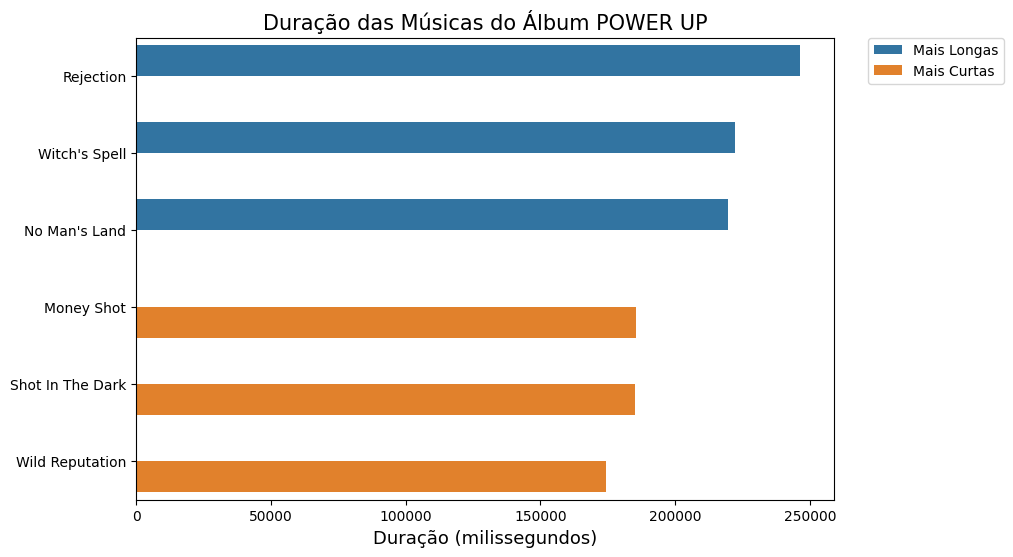 Duração das Músicas do Álbum POWER UP
Mais Longas
Mais Curtas
Rejection
Witch's Spell
No Man's Land
Money Shot
Shot In The Dark
Wild Reputation
0 50000 100000 150000 200000 250000
Duração (milissegundos)